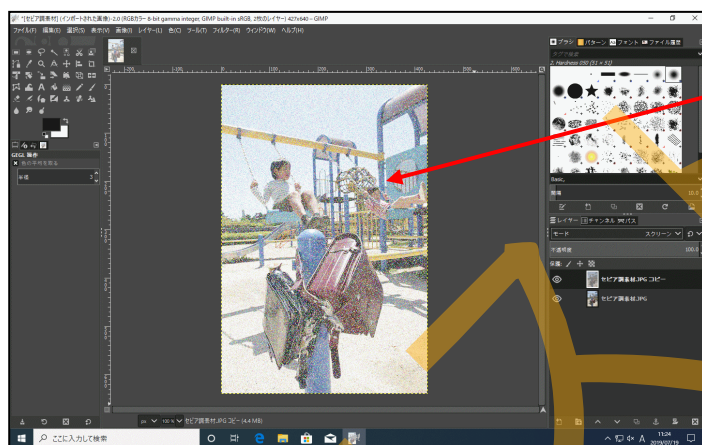 *[セピア調素材] (インポートされた画像)-2.0 (RGBカラー 8-bit gamma integer, GIMP built-in sRGB, 2枚のレイヤー) 427x640 – GIMP
ファイル(F) 編集(E) 選択(S) 表示(V) 画像(I) レイヤー(L) 色(C) ツール(T) フィルター(R) ウィンドウ(W) ヘルプ(H)
ブラシ パターン フォント ファイル履歴
2. Hardness 050 (51 × 51)
GEGL 操作
半径 3
Basic,
間隔 10.0
レイヤー チャンネル パス
モード スクリーン
不透明度 100.0
保護:
セピア調素材.JPG コピー
セピア調素材.JPG
px 100 % セピア調素材.JPG コピー (4.4 MB)
ここに入力して検索
A 11:24
2019/07/19